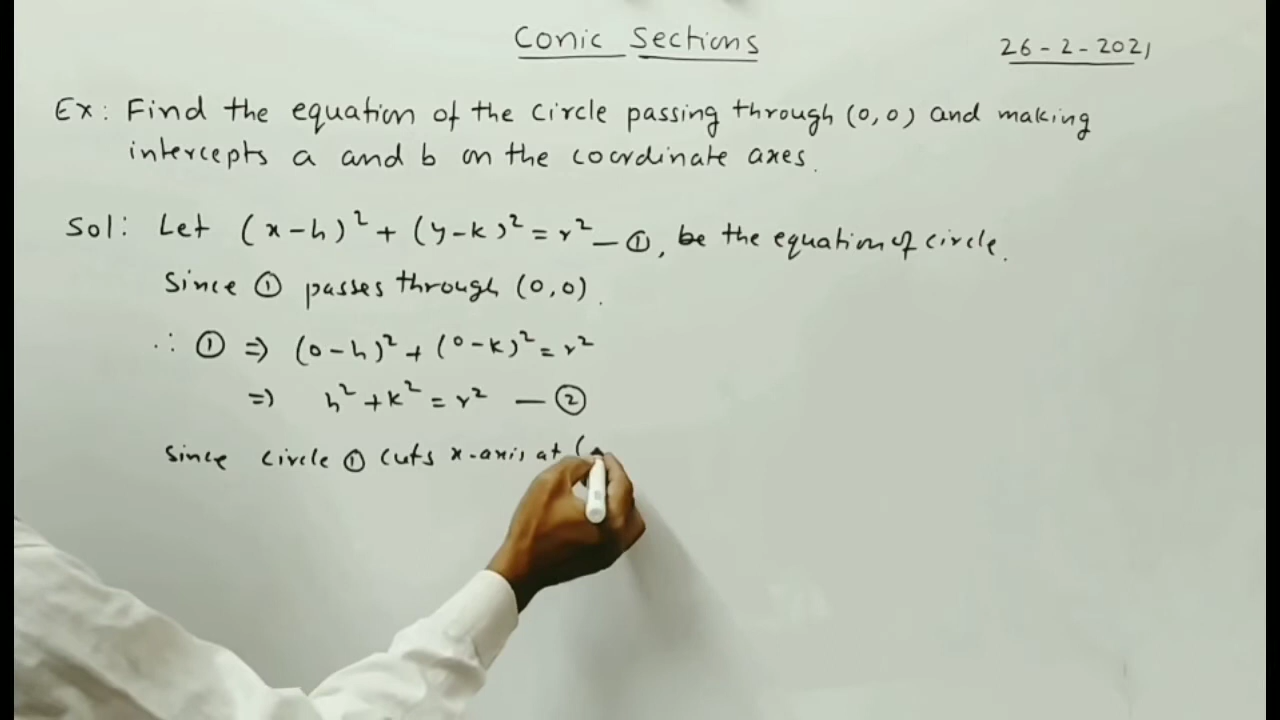 Conic Sections
26-2-2021
Ex: Find the equation of the circle passing through (0,0) and making
intercepts a and b on the coordinate axes.
Sol: Let (x-h)² + (y-k)² = r² — ①, be the equation of circle.
Since ① passes through (0,0).
∴ ① ⇒ (0-h)² + (0-k)² = r²
⇒ h² + k² = r² — ②
Since circle ① cuts x-axis at (